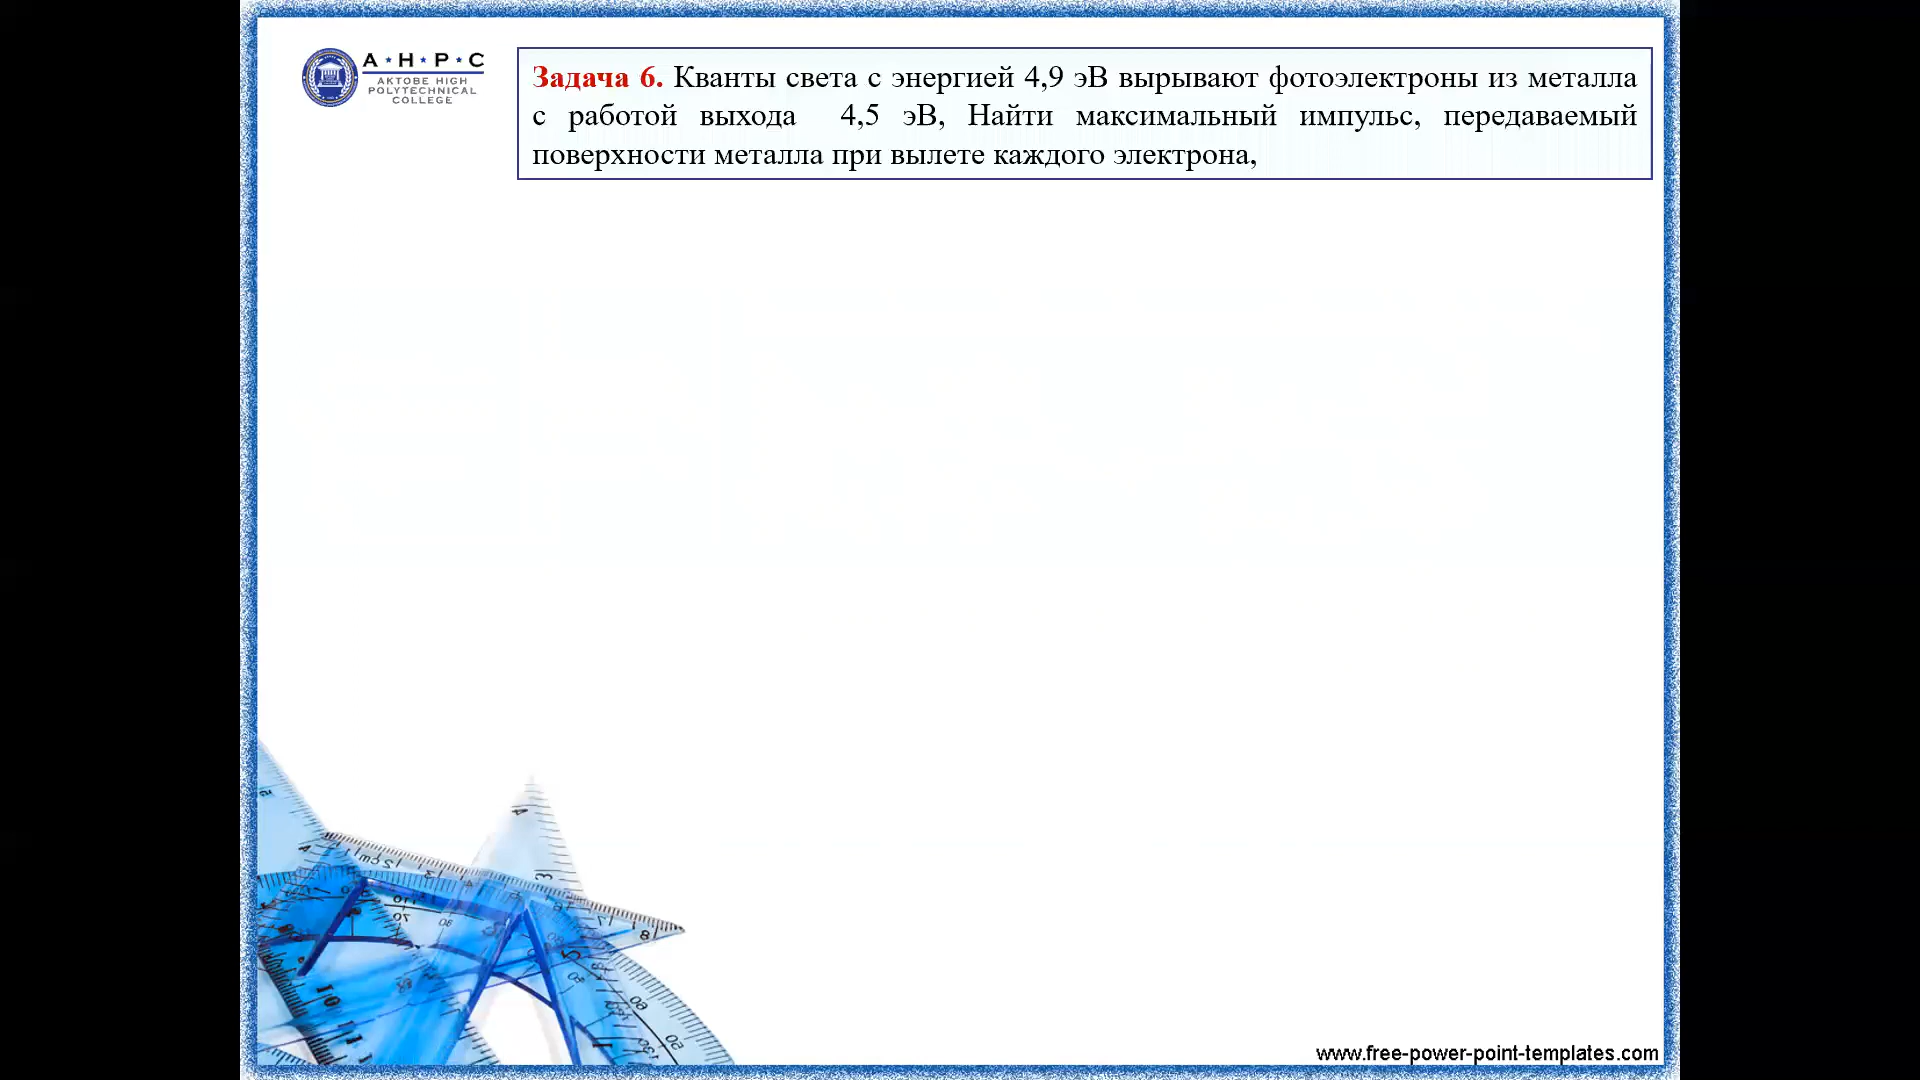 A·H·P·C
AKTOBE HIGH
POLYTECHNICAL
COLLEGE
Задача 6. Кванты света с энергией 4,9 эВ вырывают фотоэлектроны из металла
с работой выхода 4,5 эВ, Найти максимальный импульс, передаваемый
поверхности металла при вылете каждого электрона,
www.free-power-point-templates.com